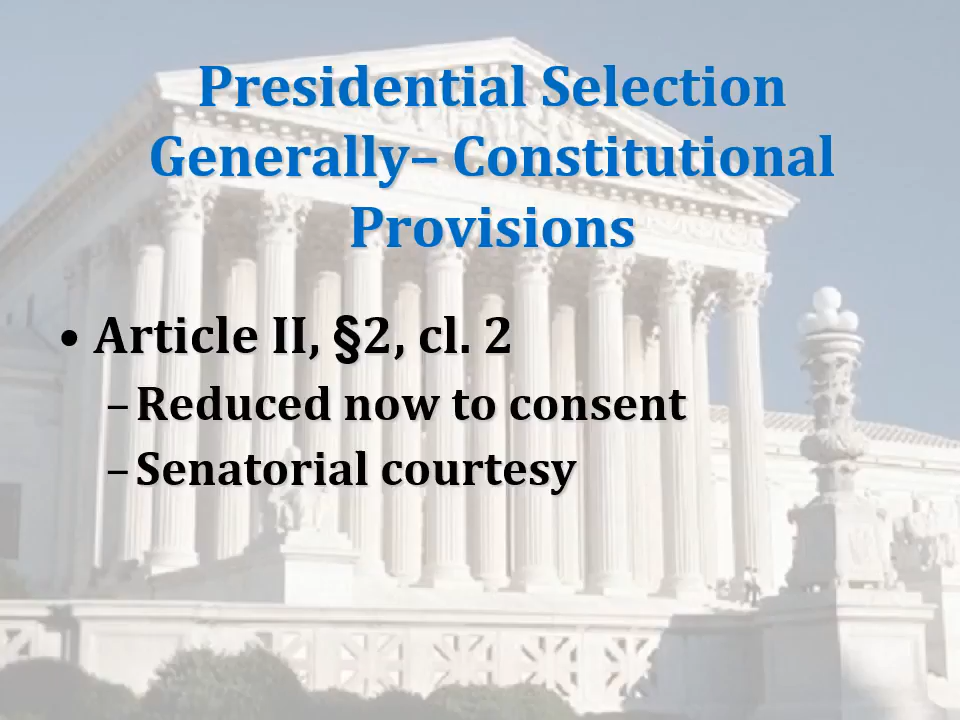 Presidential Selection
Generally– Constitutional
Provisions
• Article II, §2, cl. 2
– Reduced now to consent
– Senatorial courtesy